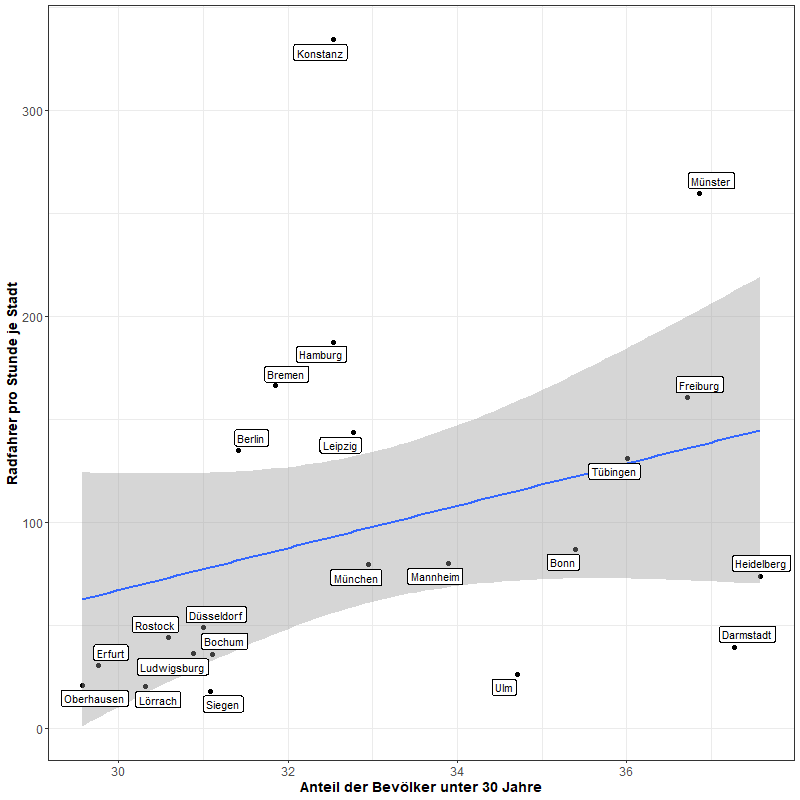 Konstanz
300
Münster
Hamburg
Bremen
200
Freiburg
Berlin
Leipzig
Tübingen
Radfahrer pro Stunde je Stadt
100
Bonn
Heidelberg
München
Mannheim
Düsseldorf
Rostock
Darmstadt
Bochum
Erfurt
Ludwigsburg
Ulm
Oberhausen
Lörrach
Siegen
0
30
32
34
36
Anteil der Bevölker unter 30 Jahre